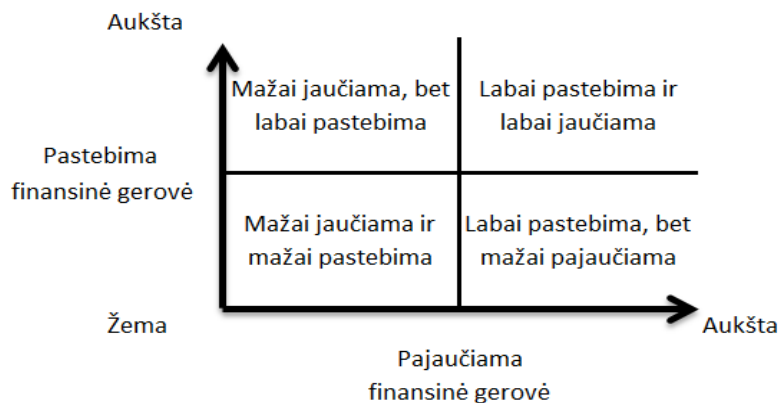 Aukšta
Mažai jaučiama, bet
labai pastebima
Labai pastebima ir
labai jaučiama
Pastebima
finansinė gerovė
Mažai jaučiama ir
mažai pastebima
Labai pastebima, bet
mažai pajaučiama
Žema
Aukšta
Pajaučiama
finansinė gerovė